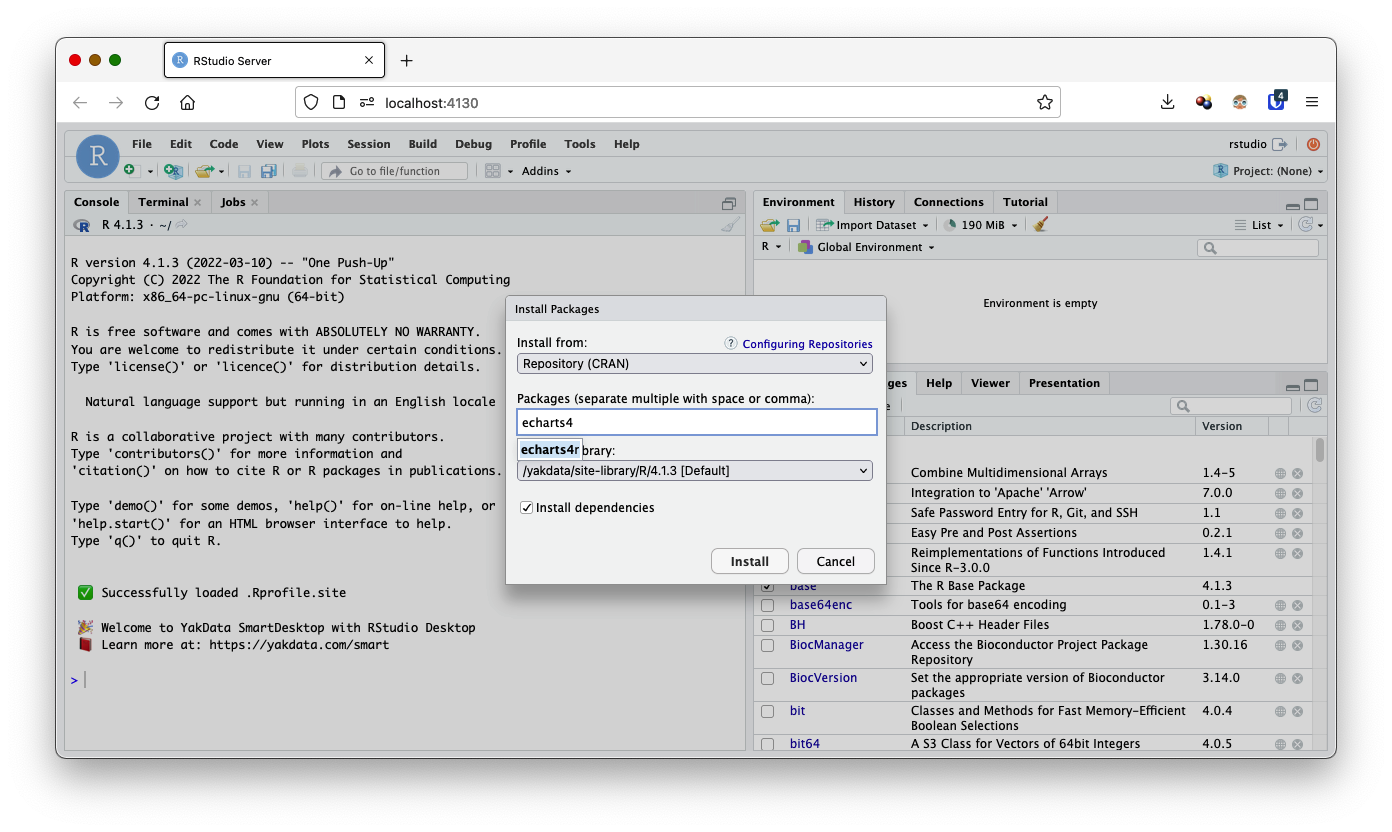 RStudio Server
localhost:4130
4
R
File Edit Code View Plots Session Build Debug Profile Tools Help
rstudio
Go to file/function
Addins
Project: (None)
Console Terminal Jobs
R 4.1.3 · ~/
R version 4.1.3 (2022-03-10) -- "One Push-Up"
Copyright (C) 2022 The R Foundation for Statistical Computing
Platform: x86_64-pc-linux-gnu (64-bit)
R is free software and comes with ABSOLUTELY NO WARRANTY.
You are welcome to redistribute it under certain conditions.
Type 'license()' or 'licence()' for distribution details.
Natural language support but running in an English locale
R is a collaborative project with many contributors.
Type 'contributors()' for more information and
'citation()' on how to cite R or R packages in publications.
Type 'demo()' for some demos, 'help()' for on-line help, or
'help.start()' for an HTML browser interface to help.
Type 'q()' to quit R.
Successfully loaded .Rprofile.site
Welcome to YakData SmartDesktop with RStudio Desktop
Learn more at: https://yakdata.com/smart
>
Install Packages
Install from:
? Configuring Repositories
Repository (CRAN)
Packages (separate multiple with space or comma):
echarts4
echarts4r
brary:
/yakdata/site-library/R/4.1.3 [Default]
Install dependencies
Install Cancel
Environment History Connections Tutorial
Import Dataset 190 MiB List
R Global Environment
Environment is empty
ges Help Viewer Presentation
e
Description Version
Combine Multidimensional Arrays 1.4-5
Integration to 'Apache' 'Arrow' 7.0.0
Safe Password Entry for R, Git, and SSH 1.1
Easy Pre and Post Assertions 0.2.1
Reimplementations of Functions Introduced 1.4.1
Since R-3.0.0
base The R Base Package 4.1.3
base64enc Tools for base64 encoding 0.1-3
BH Boost C++ Header Files 1.78.0-0
BiocManager Access the Bioconductor Project Package 1.30.16
Repository
BiocVersion Set the appropriate version of Bioconductor 3.14.0
packages
bit Classes and Methods for Fast Memory-Efficient 4.0.4
Boolean Selections
bit64 A S3 Class for Vectors of 64bit Integers 4.0.5